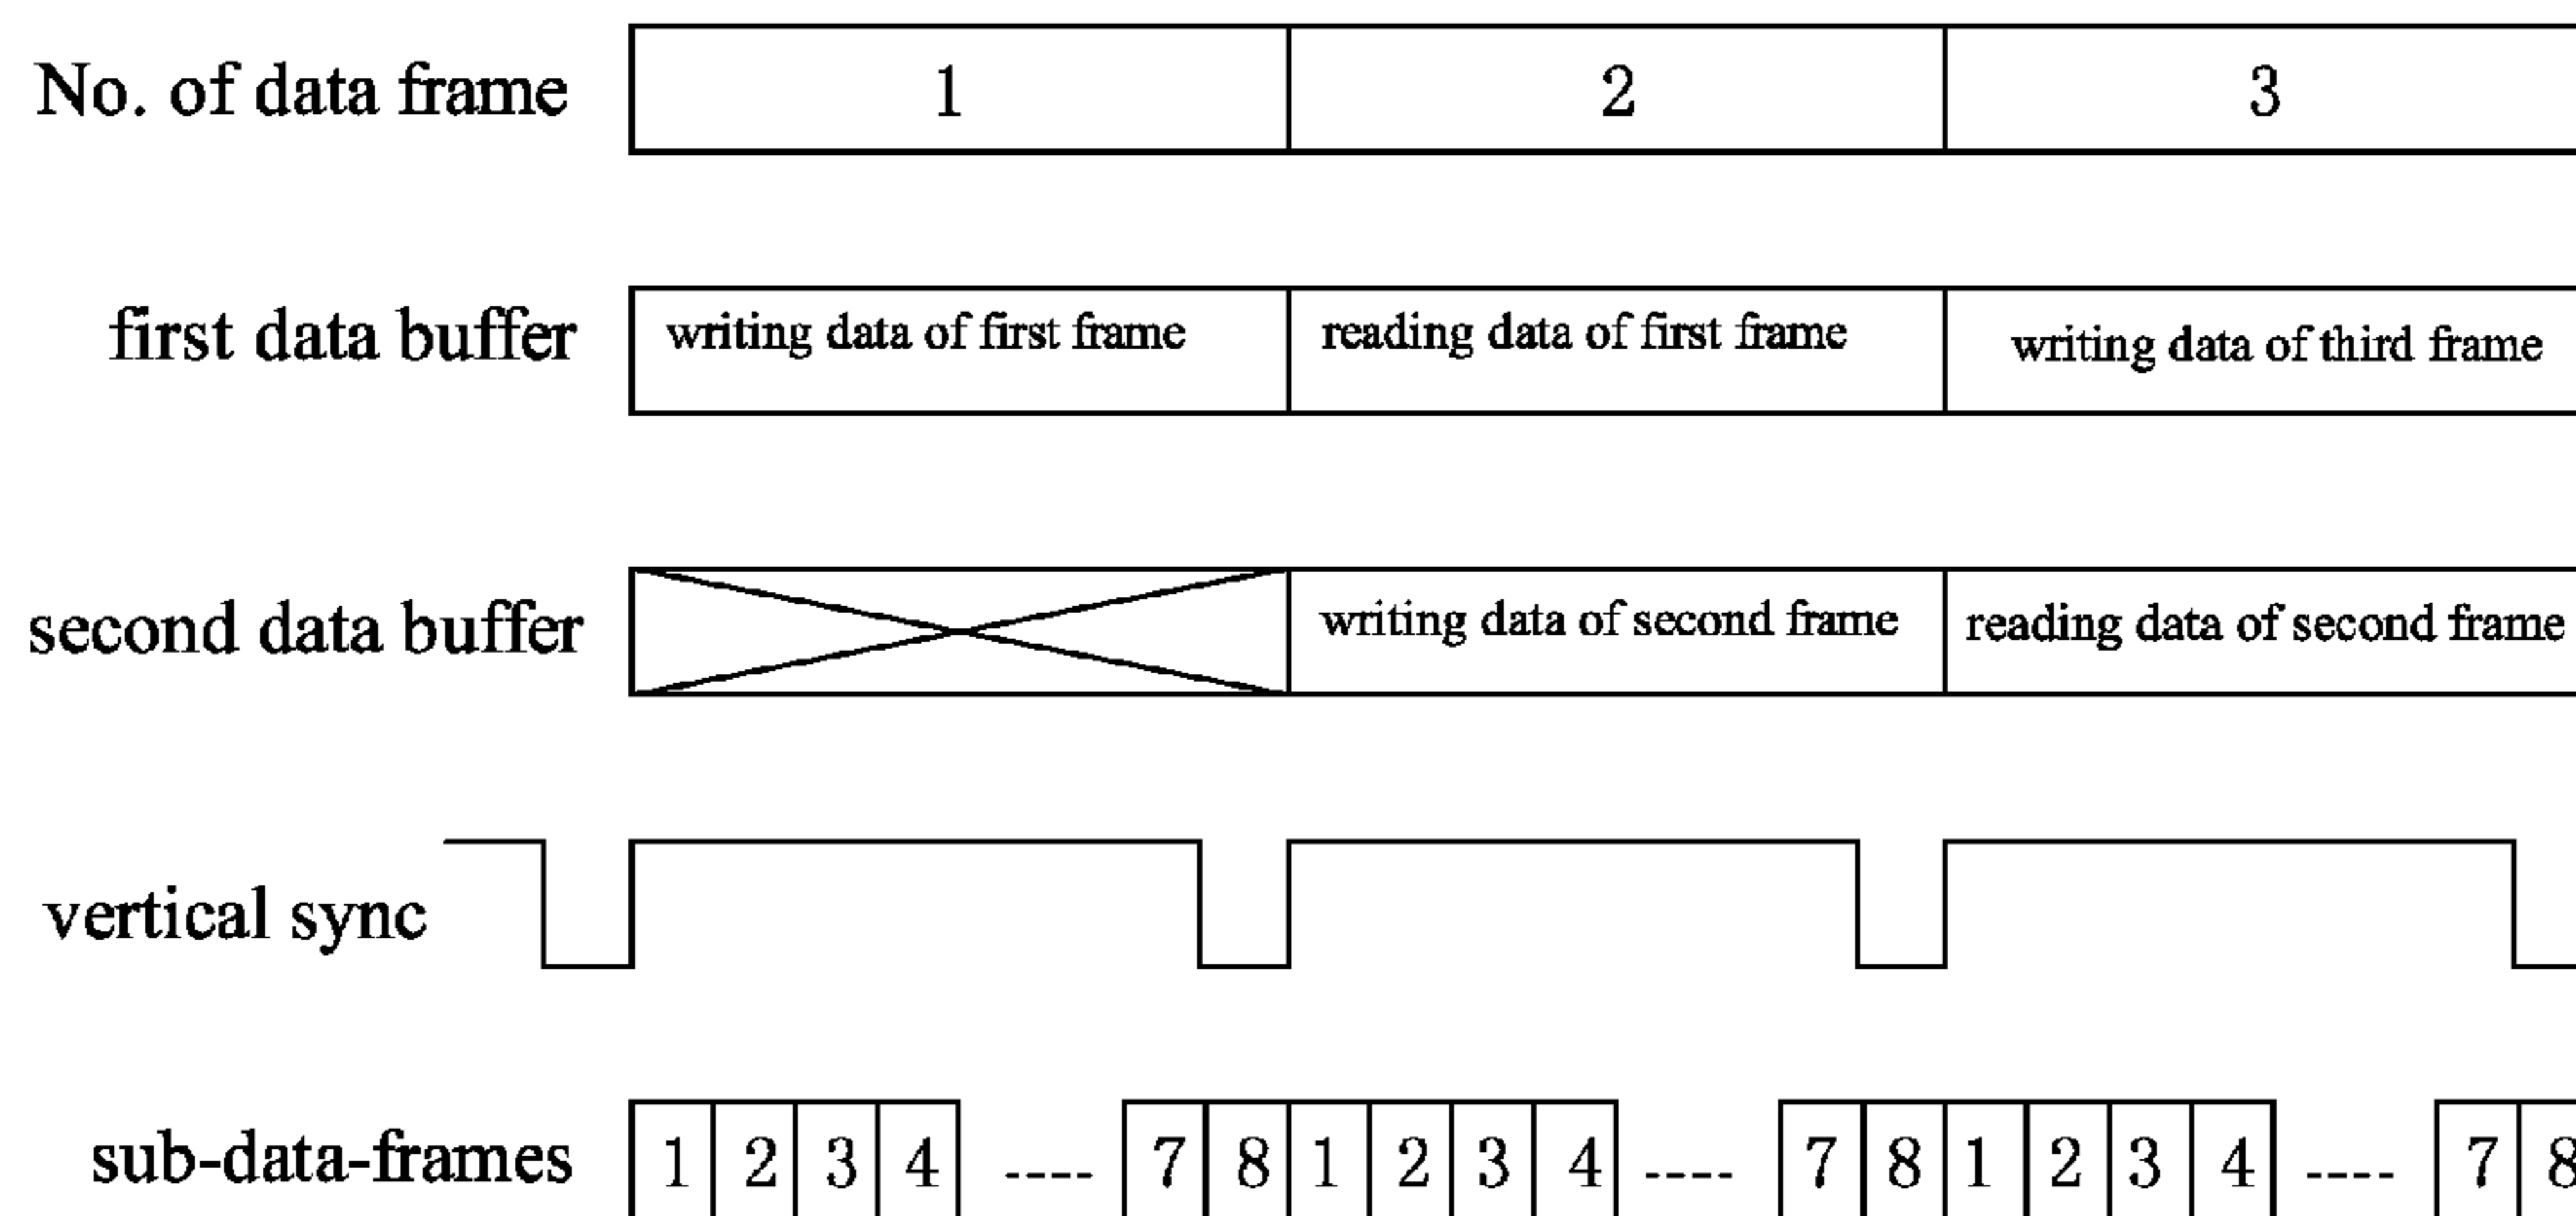 No. of data frame 1 2 3
first data buffer writing data of first frame reading data of first frame writing data of third frame
second data buffer writing data of second frame reading data of second frame
vertical sync
sub-data-frames 1 2 3 4 ---- 7 8 1 2 3 4 ---- 7 8 1 2 3 4 ---- 7 8